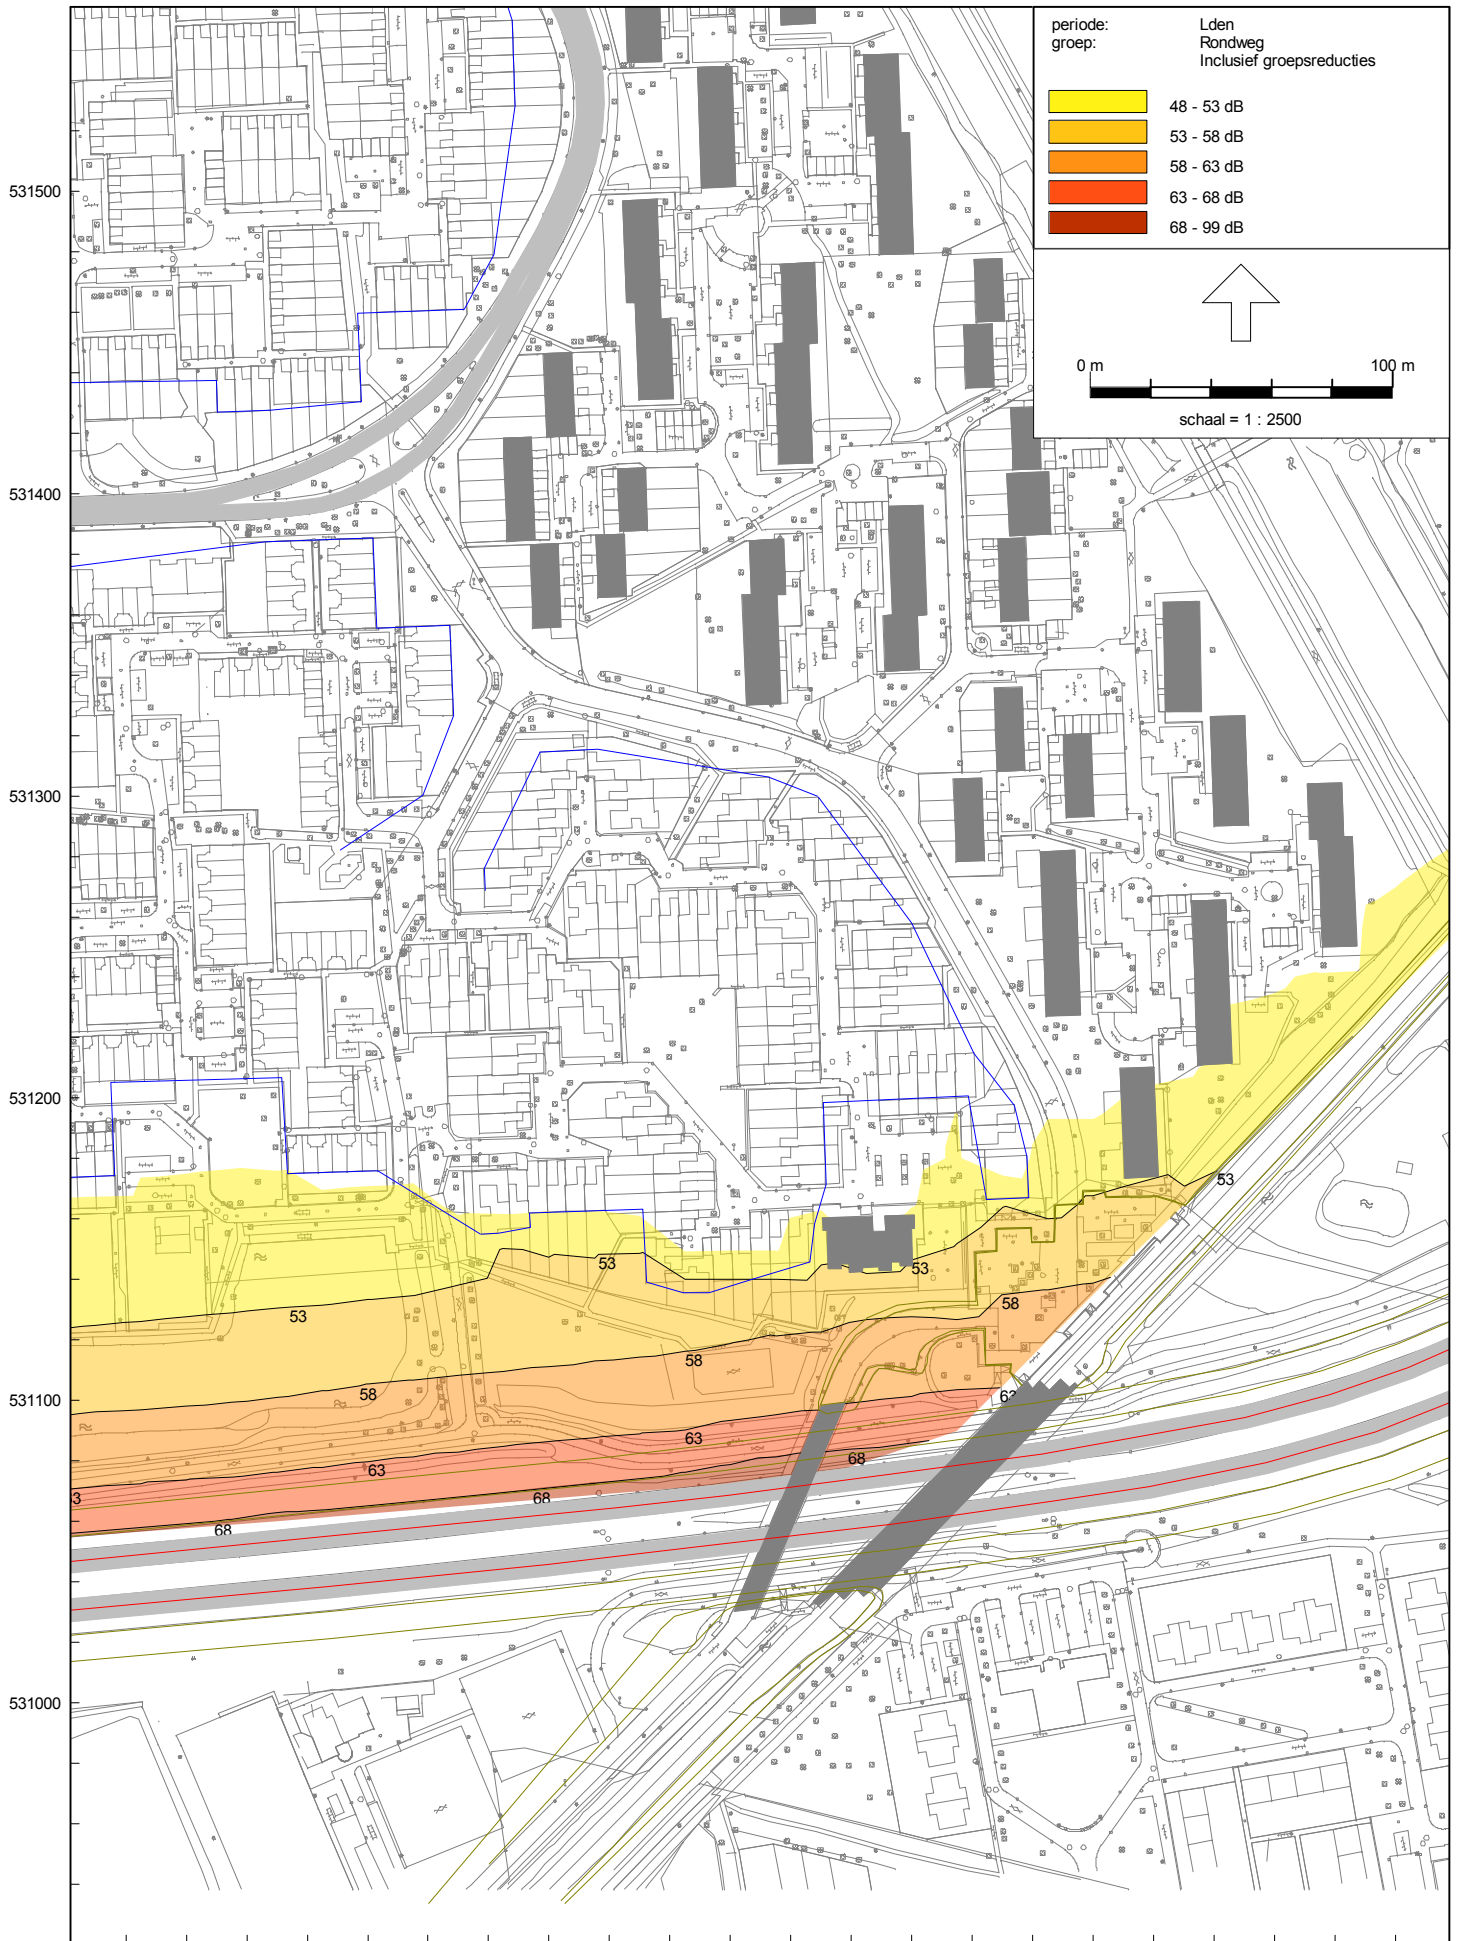 periode: Lden
groep: Rondweg
Inclusief groepsreducties
48 - 53 dB
53 - 58 dB
58 - 63 dB
63 - 68 dB
68 - 99 dB
0 m 100 m
schaal = 1 : 2500
531500
531400
531300
531200
53
53
53
53
58
58
58
531100
63
63
63
3
68
68
68
531000